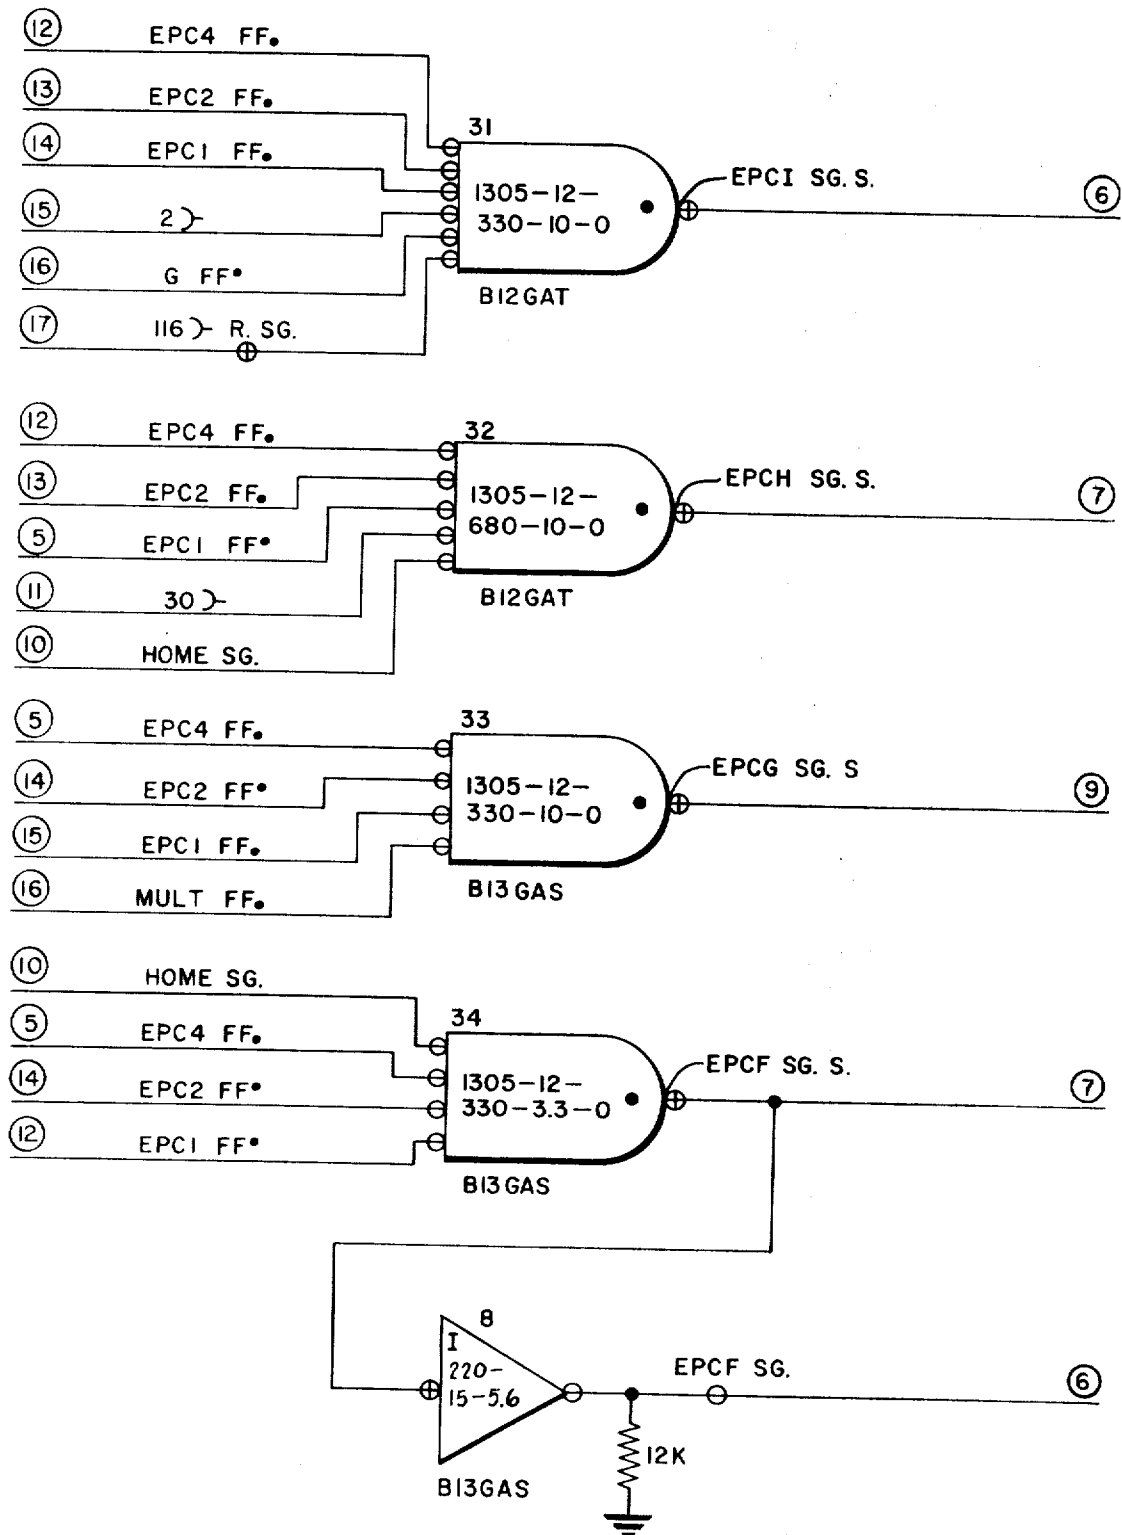 12 EPC4 FF.
13 EPC2 FF.
14 EPC1 FF.
15 2
16 G FF•
17 116 R. SG.
31
1305-12-
330-10-0
B12GAT
EPCI SG. S.
6
12 EPC4 FF.
13 EPC2 FF.
5 EPC1 FF•
11 30
10 HOME SG.
32
1305-12-
680-10-0
B12GAT
EPCH SG. S.
7
5 EPC4 FF.
14 EPC2 FF•
15 EPC1 FF.
16 MULT FF.
33
1305-12-
330-10-0
B13GAS
EPCG SG. S
9
10 HOME SG.
5 EPC4 FF.
14 EPC2 FF•
12 EPC1 FF•
34
1305-12-
330-3.3-0
B13GAS
EPCF SG. S.
7
8
I
220-
15-5.6
B13GAS
EPCF SG.
6
12K